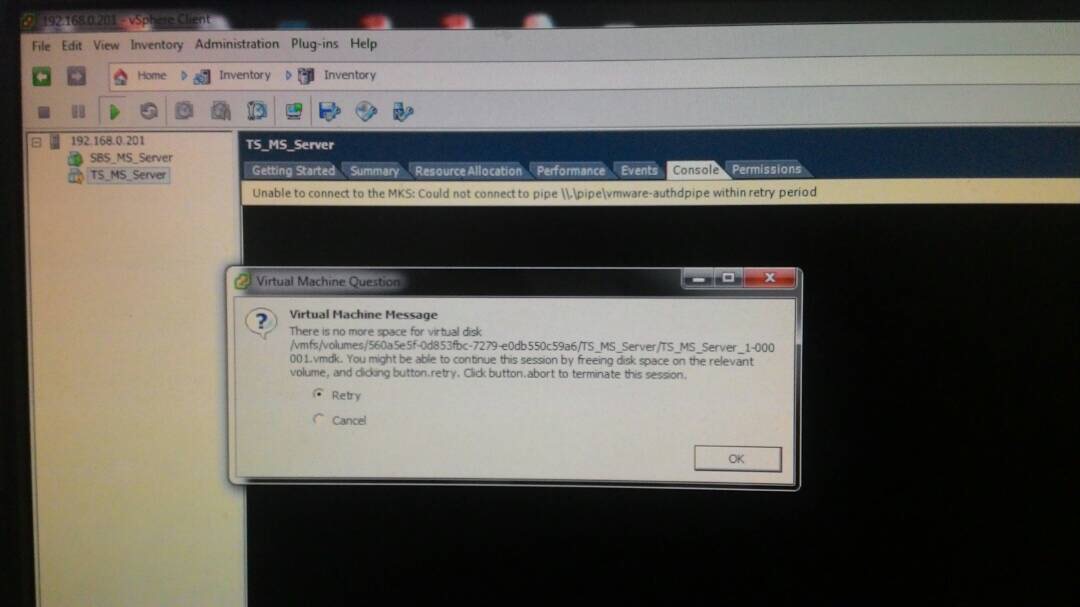 192.168.0.201 - vSphere Client
File Edit View Inventory Administration Plug-ins Help
Home Inventory Inventory
192.168.0.201
SBS_MS_Server
TS_MS_Server
TS_MS_Server
Getting Started Summary Resource Allocation Performance Events Console Permissions
Unable to connect to the MKS: Could not connect to pipe \\.\pipe\vmware-authdpipe within retry period
Virtual Machine Question
Virtual Machine Message
There is no more space for virtual disk
/vmfs/volumes/560a5e5f-0d853fbc-7279-e0db550c59a6/TS_MS_Server/TS_MS_Server_1-000
001.vmdk. You might be able to continue this session by freeing disk space on the relevant
volume, and clicking button.retry. Click button.abort to terminate this session.
Retry
Cancel
OK